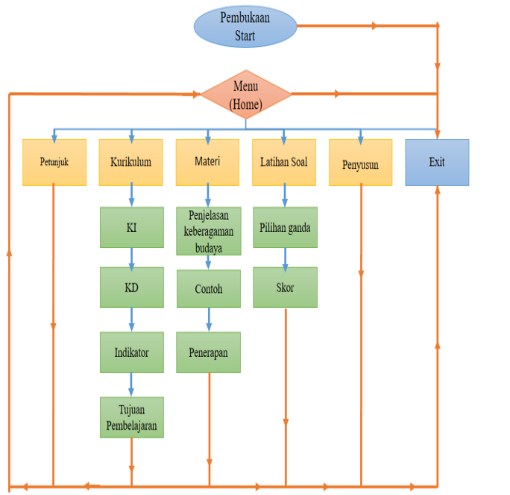 Pembukaan
Start
Menu
(Home)
Petunjuk
Kurikulum
Materi
Latihan Soal
Penyusun
Exit
KI
Penjelasan
keberagaman
budaya
Pilihan ganda
KD
Contoh
Skor
Indikator
Penerapan
Tujuan
Pembelajaran